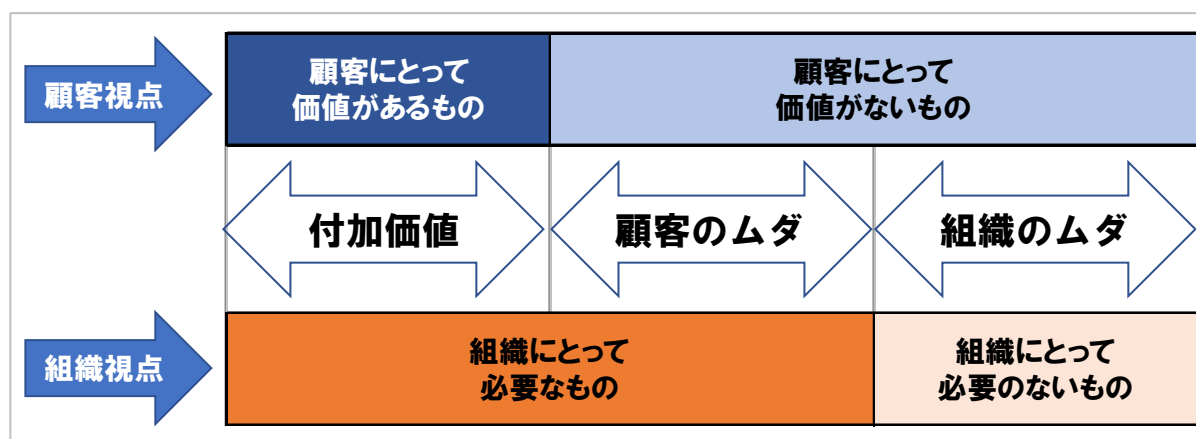 顧客視点
顧客にとって
価値があるもの
顧客にとって
価値がないもの
付加価値
顧客のムダ
組織のムダ
組織視点
組織にとって
必要なもの
組織にとって
必要のないもの